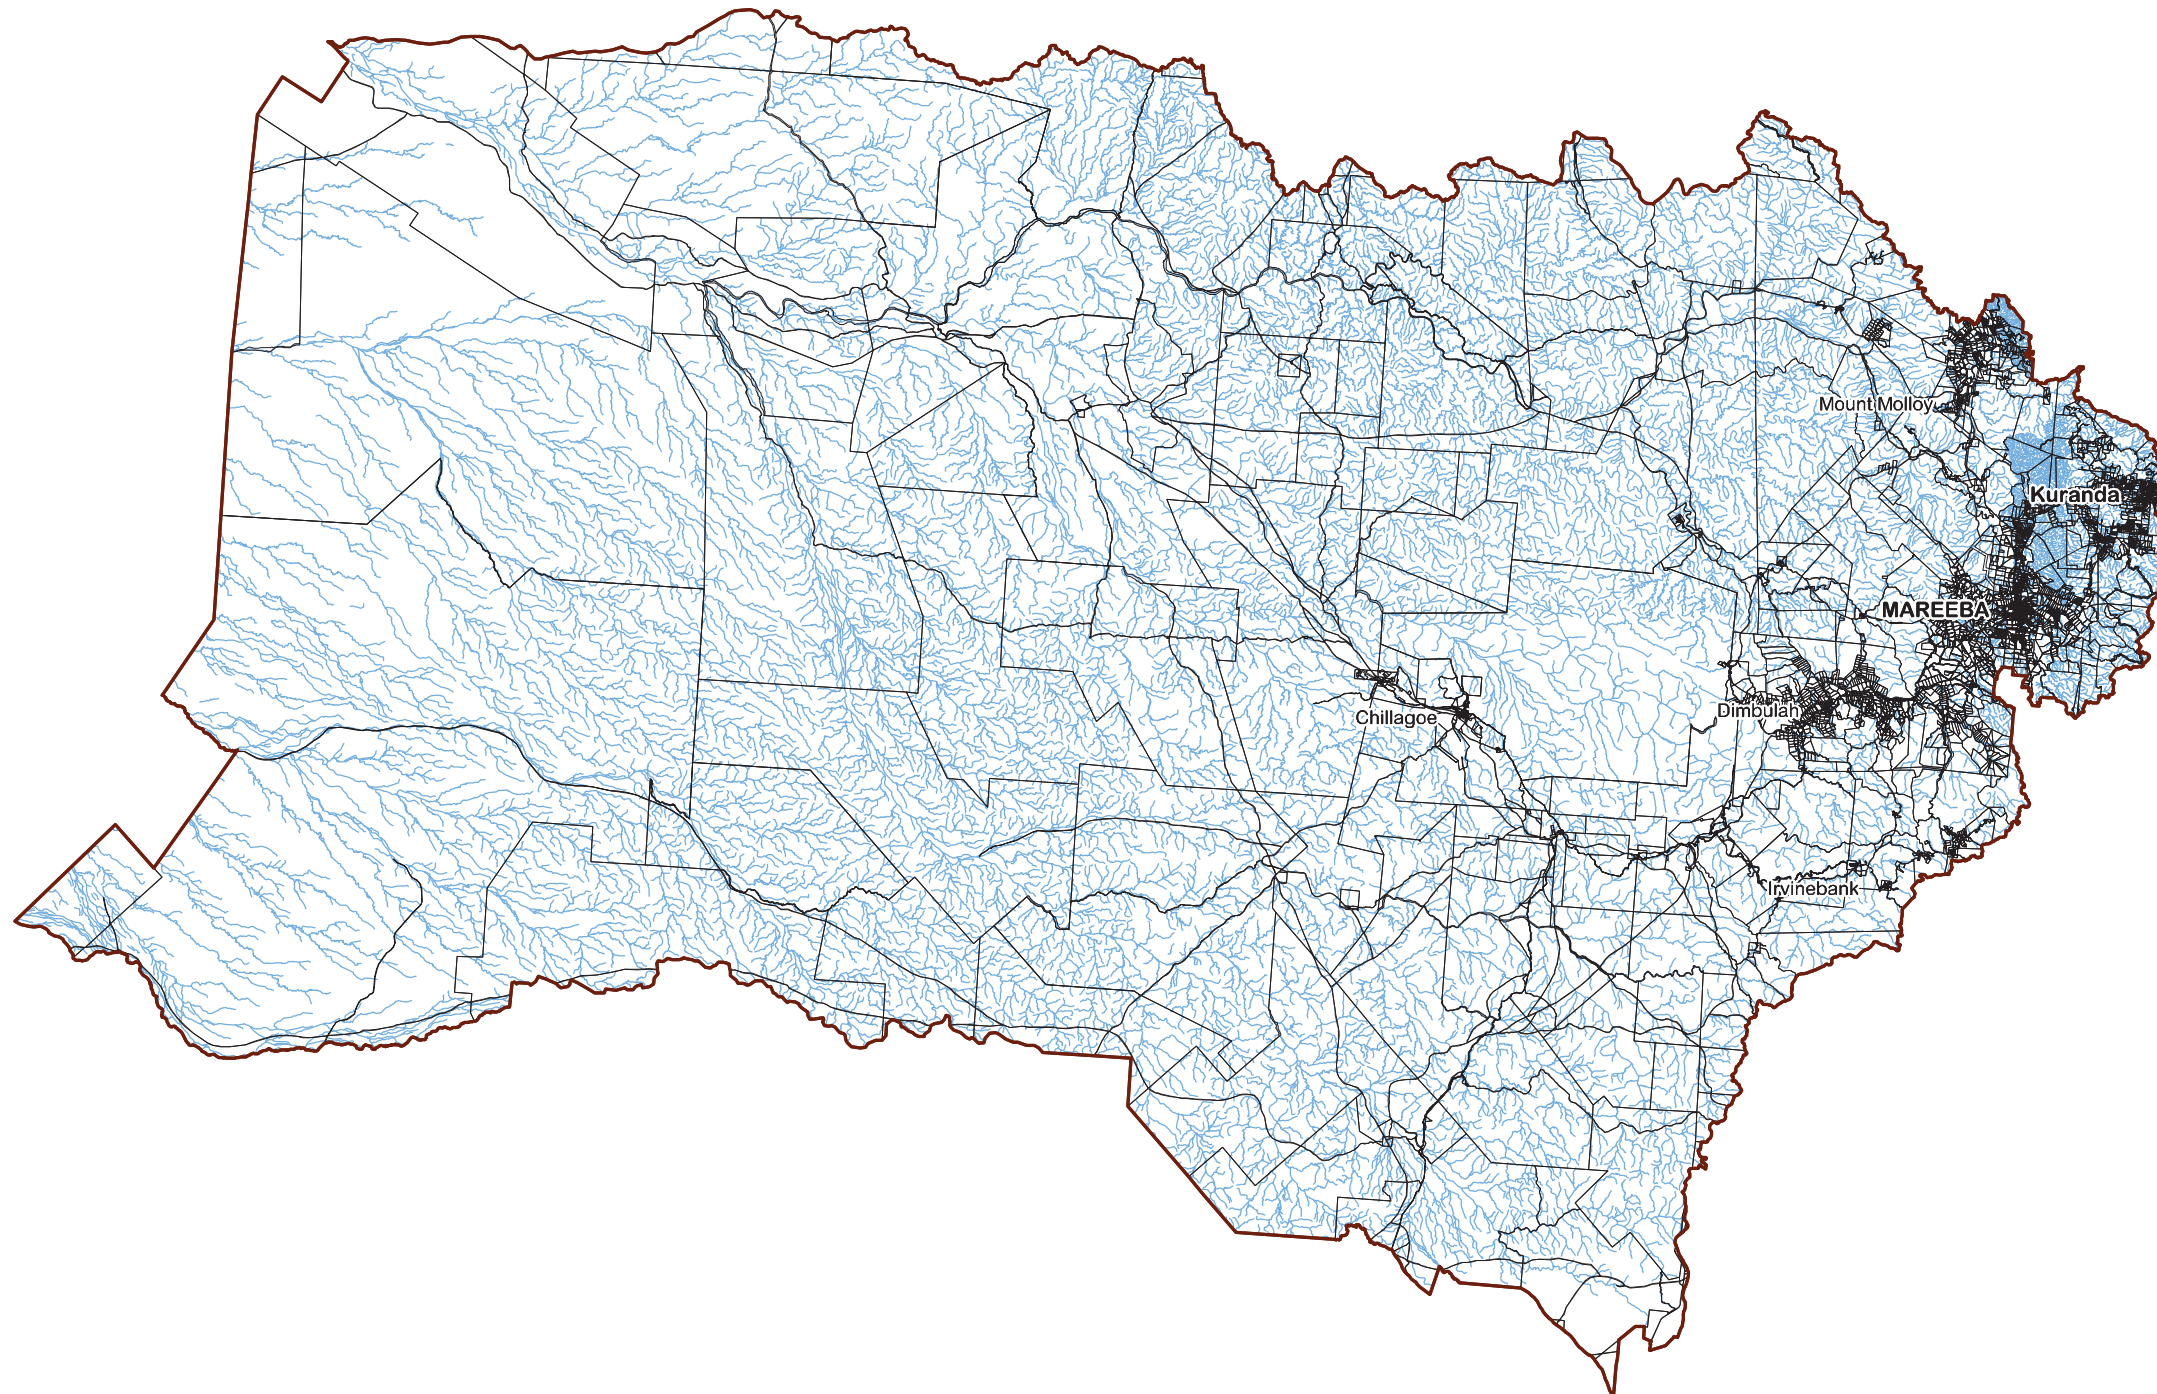 Mount Molloy
Kuranda
MAREEBA
Chillagoe
Dimbulah
Irvinebank